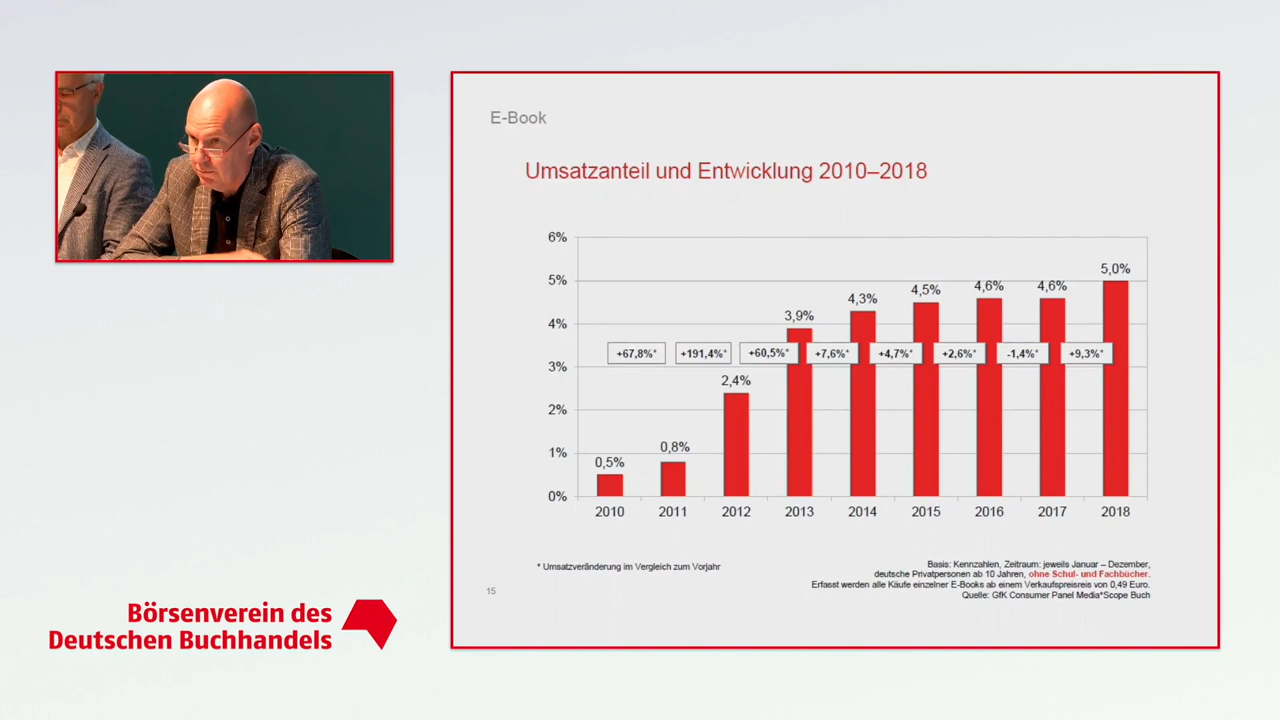 E-Book
Umsatzanteil und Entwicklung 2010–2018
6%
5%
4%
3%
2%
1%
0%
0,5%
0,8%
2,4%
3,9%
4,3%
4,5%
4,6%
4,6%
5,0%
+67,8%*
+191,4%*
+60,5%*
+7,6%*
+4,7%*
+2,6%*
-1,4%*
+9,3%*
2010 2011 2012 2013 2014 2015 2016 2017 2018
* Umsatzveränderung im Vergleich zum Vorjahr
Basis: Kennzahlen, Zeitraum: jeweils Januar – Dezember,
deutsche Privatpersonen ab 10 Jahren, ohne Schul- und Fachbücher.
Erfasst werden alle Käufe einzelner E-Books ab einem Verkaufspreisreis von 0,49 Euro.
Quelle: GfK Consumer Panel Media*Scope Buch
15
Börsenverein des
Deutschen Buchhandels